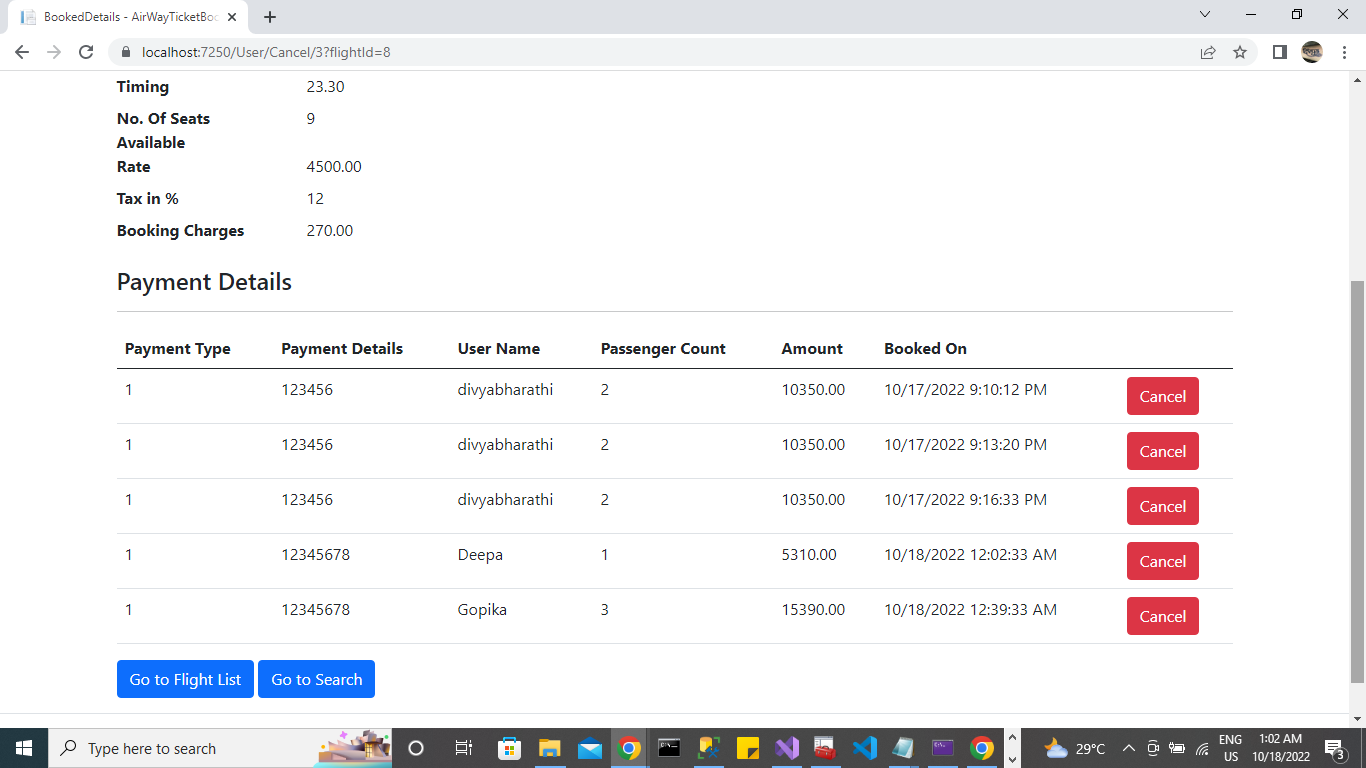 BookedDetails - AirWayTicketBoo
localhost:7250/User/Cancel/3?flightId=8
Timing 23.30
No. Of Seats Available 9
Rate 4500.00
Tax in % 12
Booking Charges 270.00
Payment Details
Payment Type Payment Details User Name Passenger Count Amount Booked On
1 123456 divyabharathi 2 10350.00 10/17/2022 9:10:12 PM Cancel
1 123456 divyabharathi 2 10350.00 10/17/2022 9:13:20 PM Cancel
1 123456 divyabharathi 2 10350.00 10/17/2022 9:16:33 PM Cancel
1 12345678 Deepa 1 5310.00 10/18/2022 12:02:33 AM Cancel
1 12345678 Gopika 3 15390.00 10/18/2022 12:39:33 AM Cancel
Go to Flight List Go to Search
Type here to search 29°C ENG US 1:02 AM 10/18/2022 3